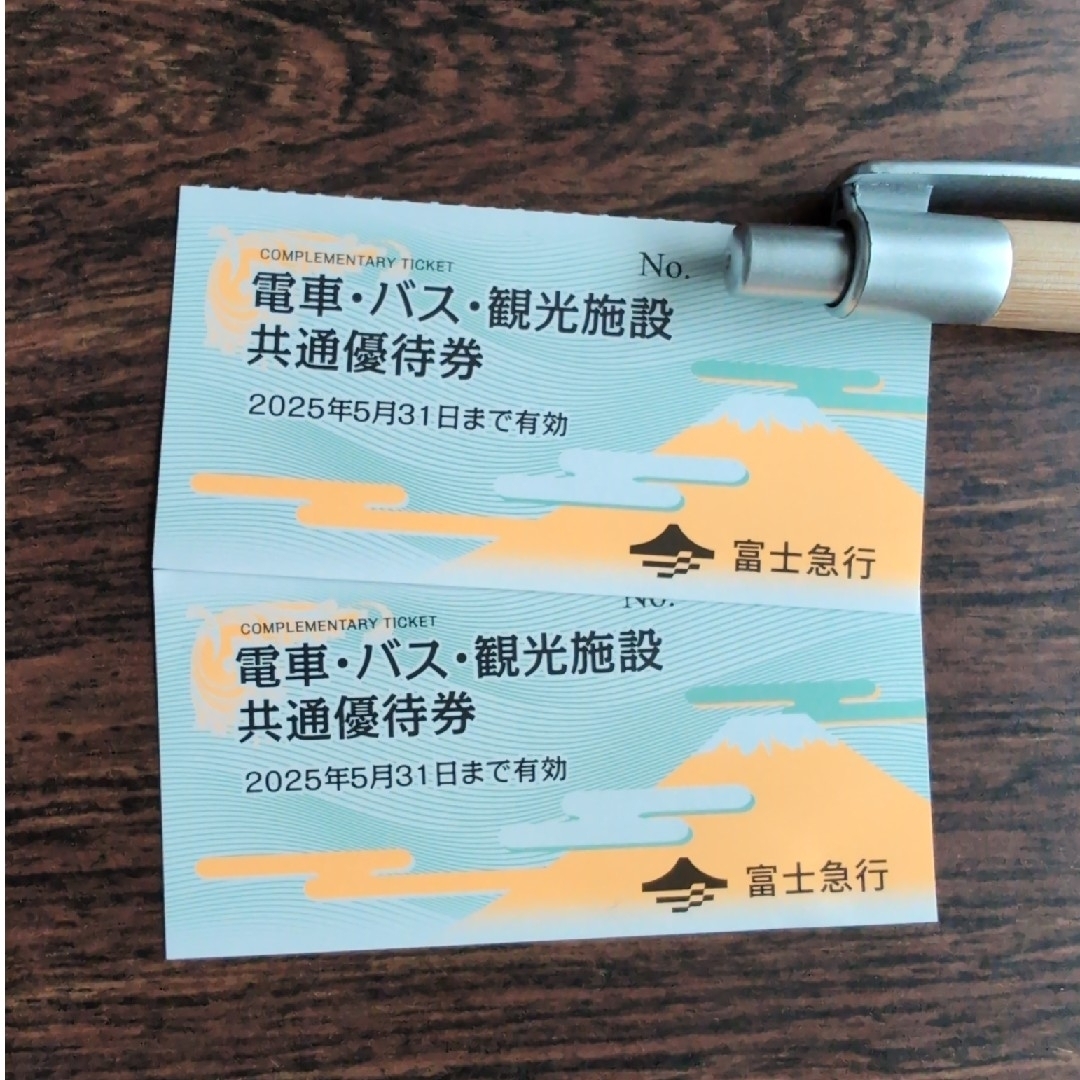 COMPLEMENTARY TICKET
No.
電車・バス・観光施設
共通優待券
2025年5月31日まで有効
富士急行
No.
COMPLEMENTARY TICKET
電車・バス・観光施設
共通優待券
2025年5月31日まで有効
富士急行